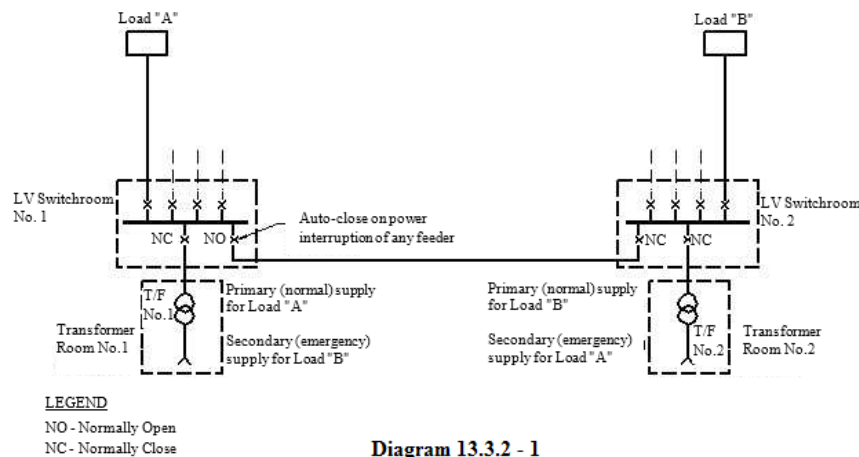 Load "A"
Load "B"
LV Switchroom
No. 1
LV Switchroom
No. 2
Auto-close on power
interruption of any feeder
NC
NO
NC
NC
T/F
No.1
Primary (normal) supply
for Load "A"
Primary (normal) supply
for Load "B"
Transformer
Room No.1
Secondary (emergency)
supply for Load "B"
Secondary (emergency)
supply for Load "A"
T/F
No.2
Transformer
Room No.2
LEGEND
NO - Normally Open
NC - Normally Close
Diagram 13.3.2 - 1